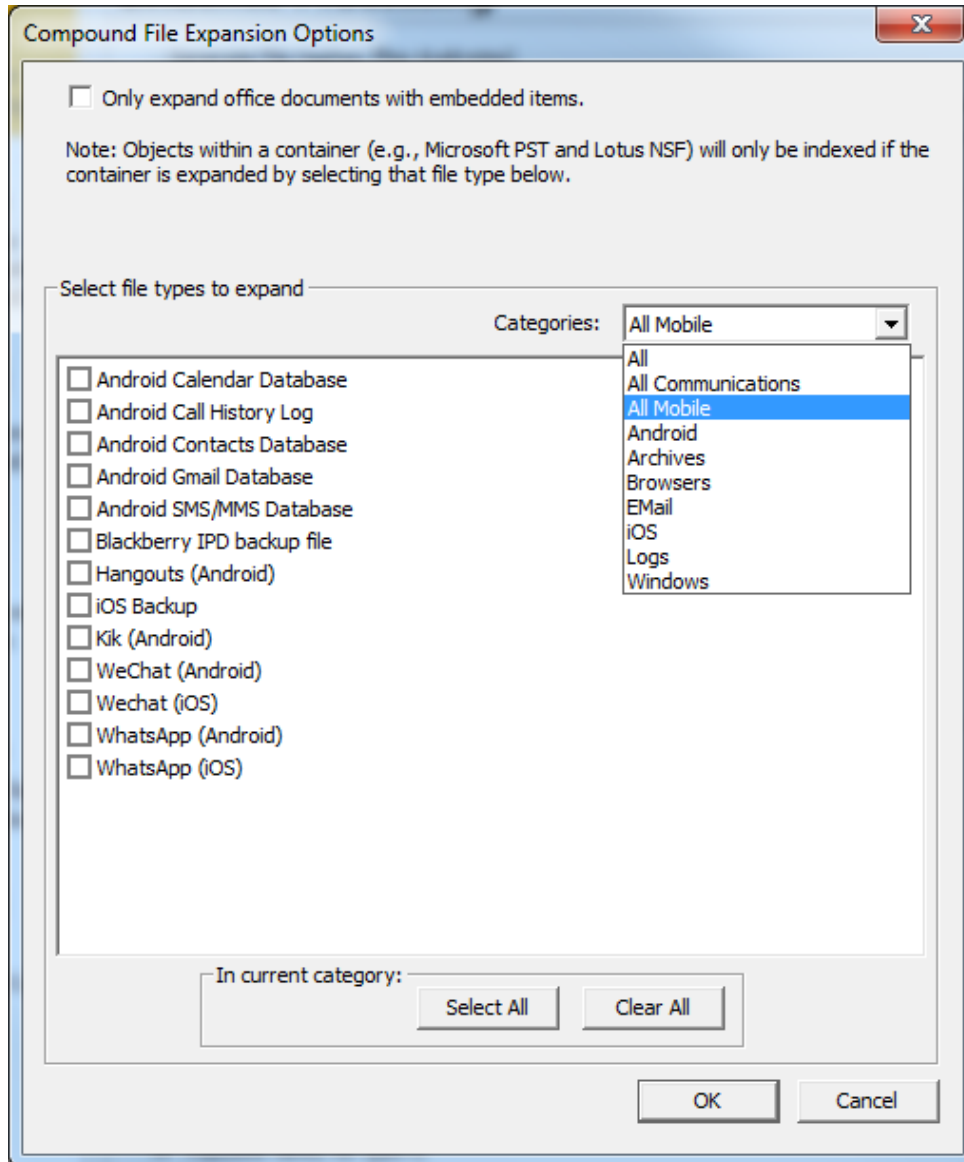 Compound File Expansion Options
Only expand office documents with embedded items.
Note: Objects within a container (e.g., Microsoft PST and Lotus NSF) will only be indexed if the
container is expanded by selecting that file type below.
Select file types to expand
Categories: All Mobile
All
All Communications
All Mobile
Android
Archives
Browsers
EMail
iOS
Logs
Windows
Android Calendar Database
Android Call History Log
Android Contacts Database
Android Gmail Database
Android SMS/MMS Database
Blackberry IPD backup file
Hangouts (Android)
iOS Backup
Kik (Android)
WeChat (Android)
Wechat (iOS)
WhatsApp (Android)
WhatsApp (iOS)
In current category:
Select All Clear All
OK Cancel